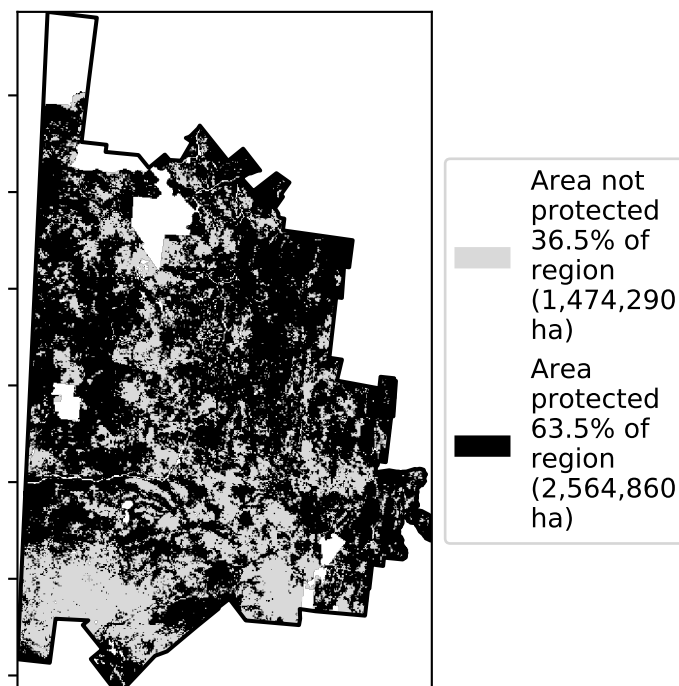 Area not
protected
36.5% of
region
(1,474,290
ha)
Area
protected
63.5% of
region
(2,564,860
ha)